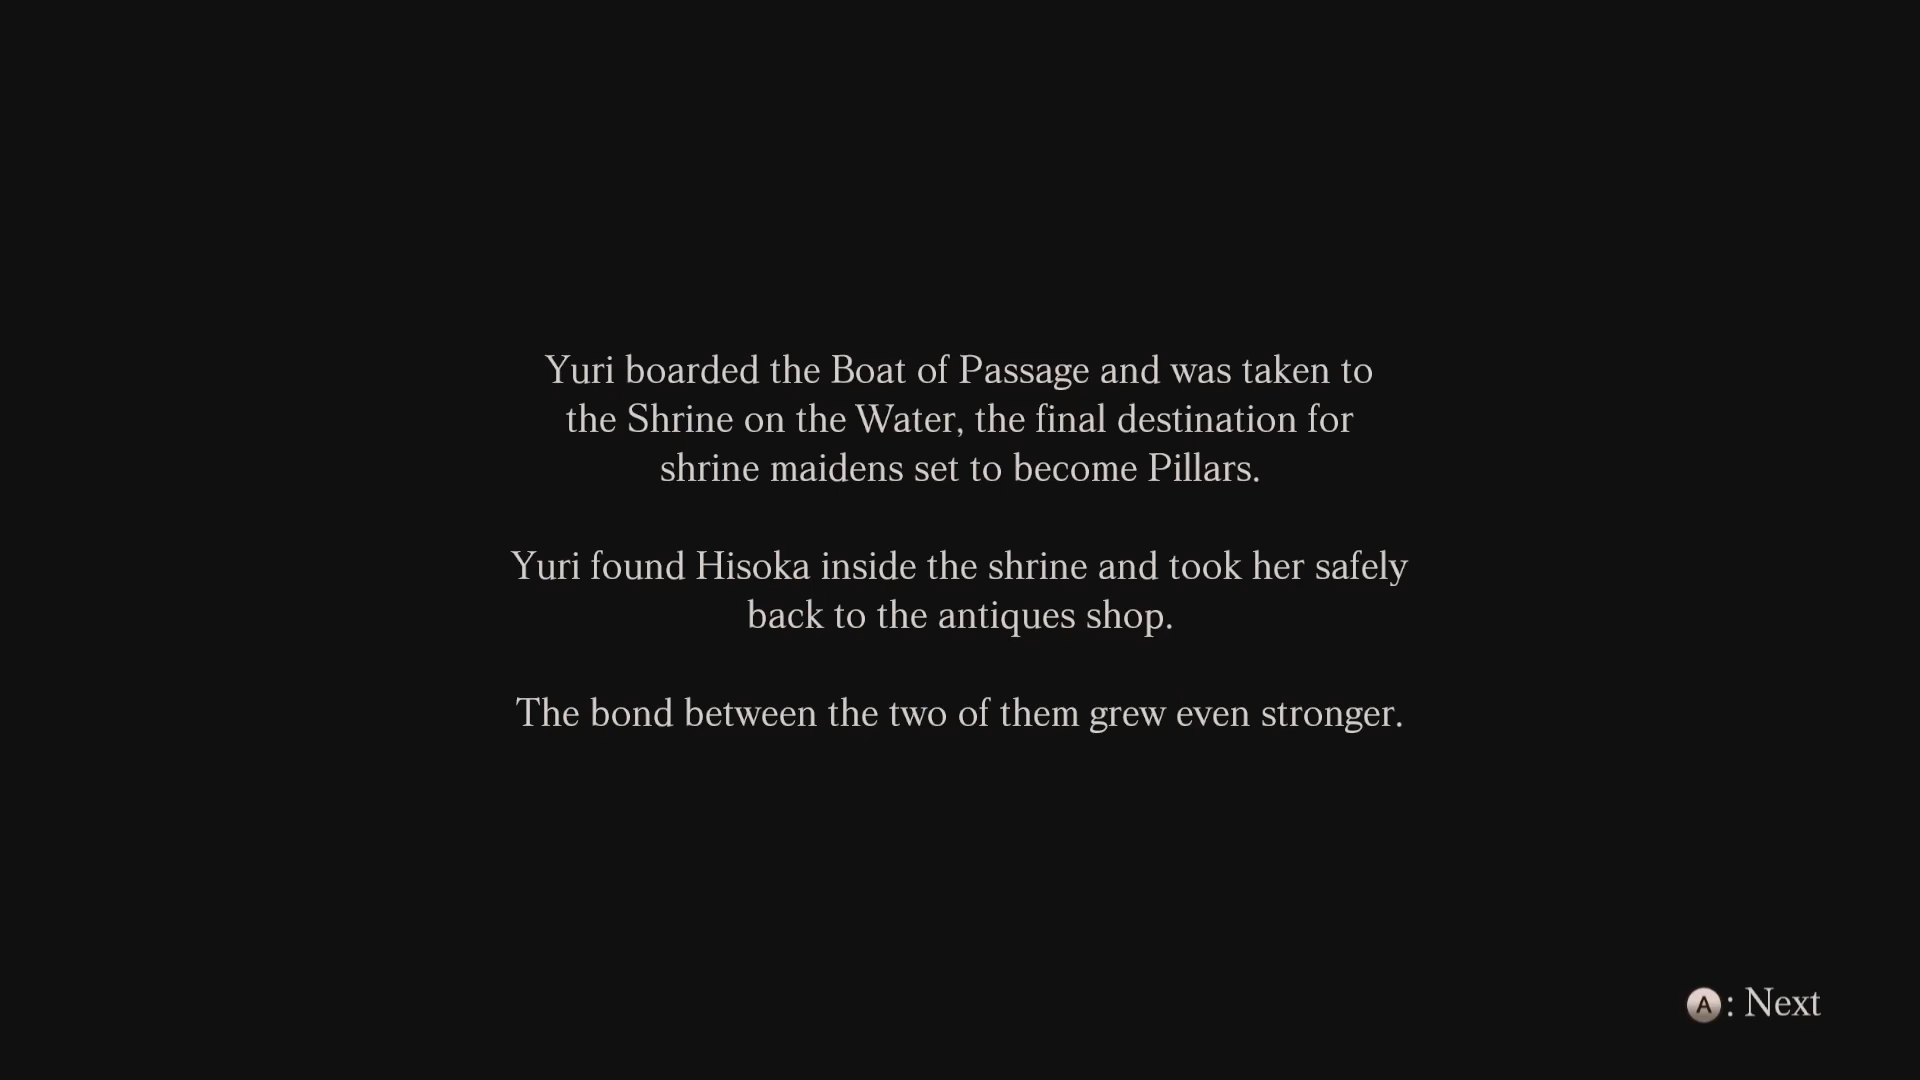 Yuri boarded the Boat of Passage and was taken to
the Shrine on the Water, the final destination for
shrine maidens set to become Pillars.
Yuri found Hisoka inside the shrine and took her safely
back to the antiques shop.
The bond between the two of them grew even stronger.
A: Next